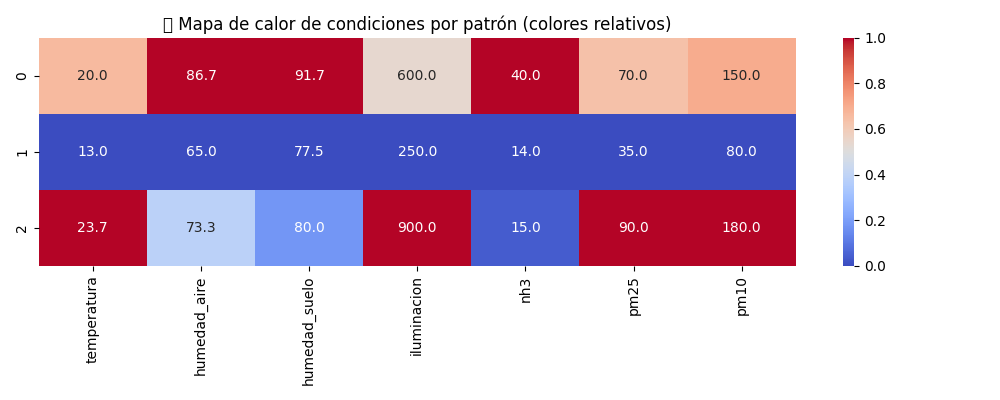 ▯ Mapa de calor de condiciones por patrón (colores relativos)
0 20.0 86.7 91.7 600.0 40.0 70.0 150.0
1 13.0 65.0 77.5 250.0 14.0 35.0 80.0
2 23.7 73.3 80.0 900.0 15.0 90.0 180.0
temperatura humedad_aire humedad_suelo iluminacion nh3 pm25 pm10
1.0
0.8
0.6
0.4
0.2
0.0